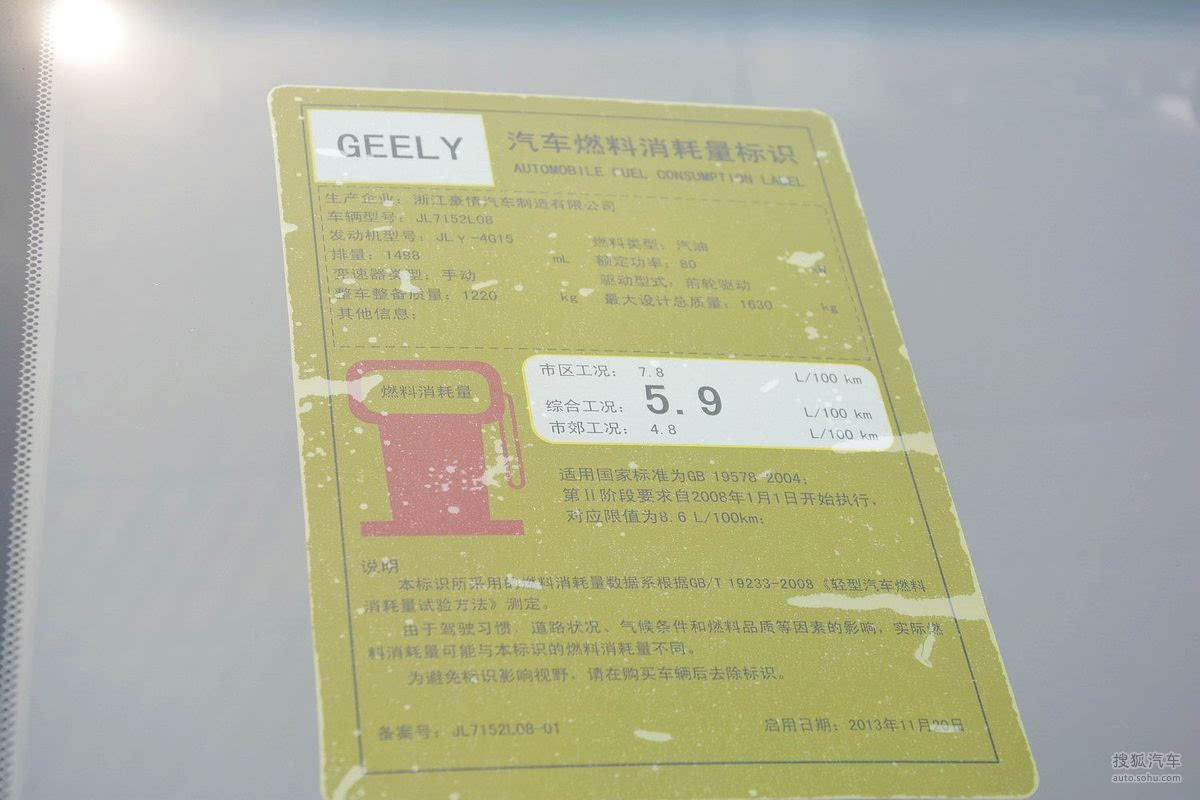 GEELY
汽车燃料消耗量标识
AUTOMOBILE FUEL CONSUMPTION LABEL
生产企业：浙江豪情汽车制造有限公司
车辆型号：JL7152L08
发动机型号：JLY-4G15 燃料类型：汽油
排量：1498 mL 额定功率：80 kW
变速器类型：手动 驱动型式：前轮驱动
整车整备质量：1220 kg 最大设计总质量：1630 kg
其他信息：
燃料消耗量
市区工况：7.8 L/100 km
综合工况：5.9 L/100 km
市郊工况：4.8 L/100 km
适用国家标准为GB 19578-2004；
第Ⅱ阶段要求自2008年1月1日开始执行，
对应限值为8.6 L/100km；
说明
本标识所采用的燃料消耗量数据系根据GB/T 19233-2008《轻型汽车燃料
消耗量试验方法》测定。
由于驾驶习惯、道路状况、气候条件和燃料品质等因素的影响，实际燃
料消耗量可能与本标识的燃料消耗量不同。
为避免标识影响视野，请在购买车辆后去除标识。
备案号：JL7152L08-01 启用日期：2013年11月20日
搜狐汽车
auto.sohu.com